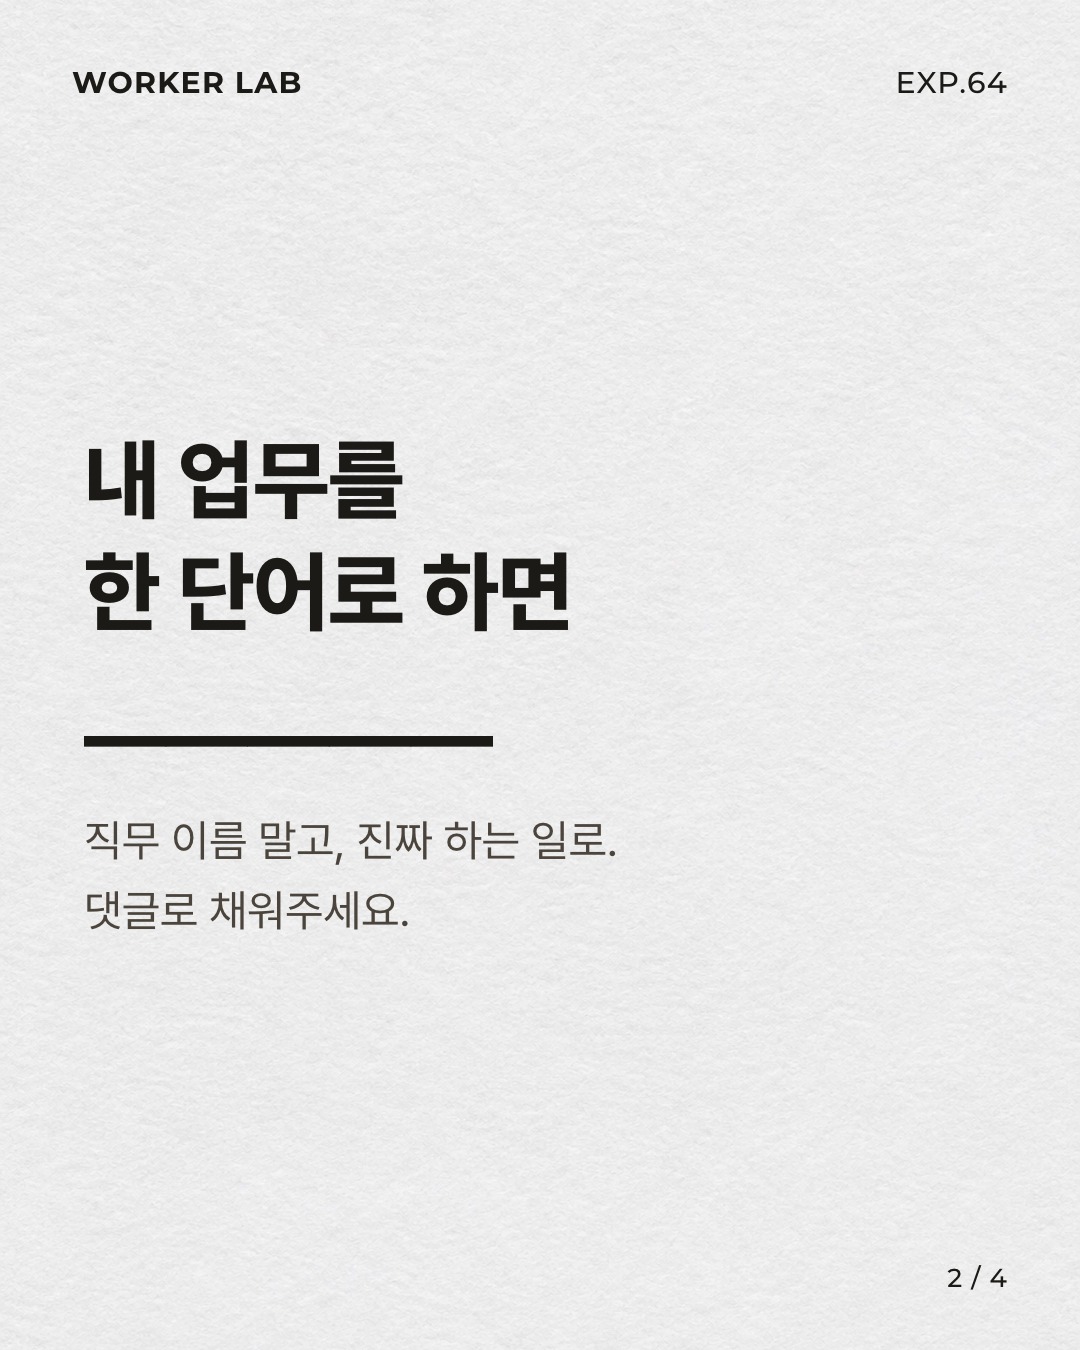 WORKER LAB
EXP.64
내 업무를
한 단어로 하면
직무 이름 말고, 진짜 하는 일로.
댓글로 채워주세요.
2 / 4